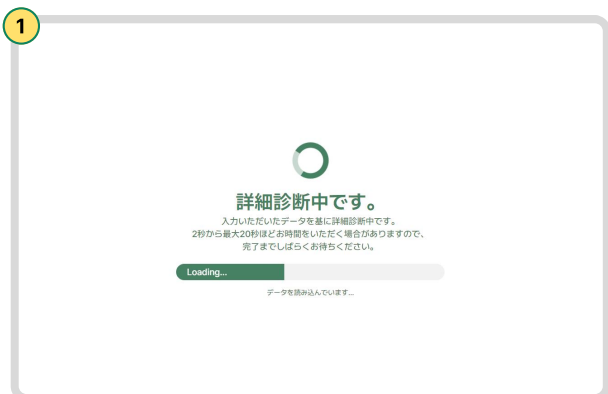 1
詳細診断中です。
入力いただいたデータを基に詳細診断中です。
2秒から最大20秒ほどお時間をいただく場合がありますので、
完了までしばらくお待ちください。
Loading...
データを読み込んでいます...